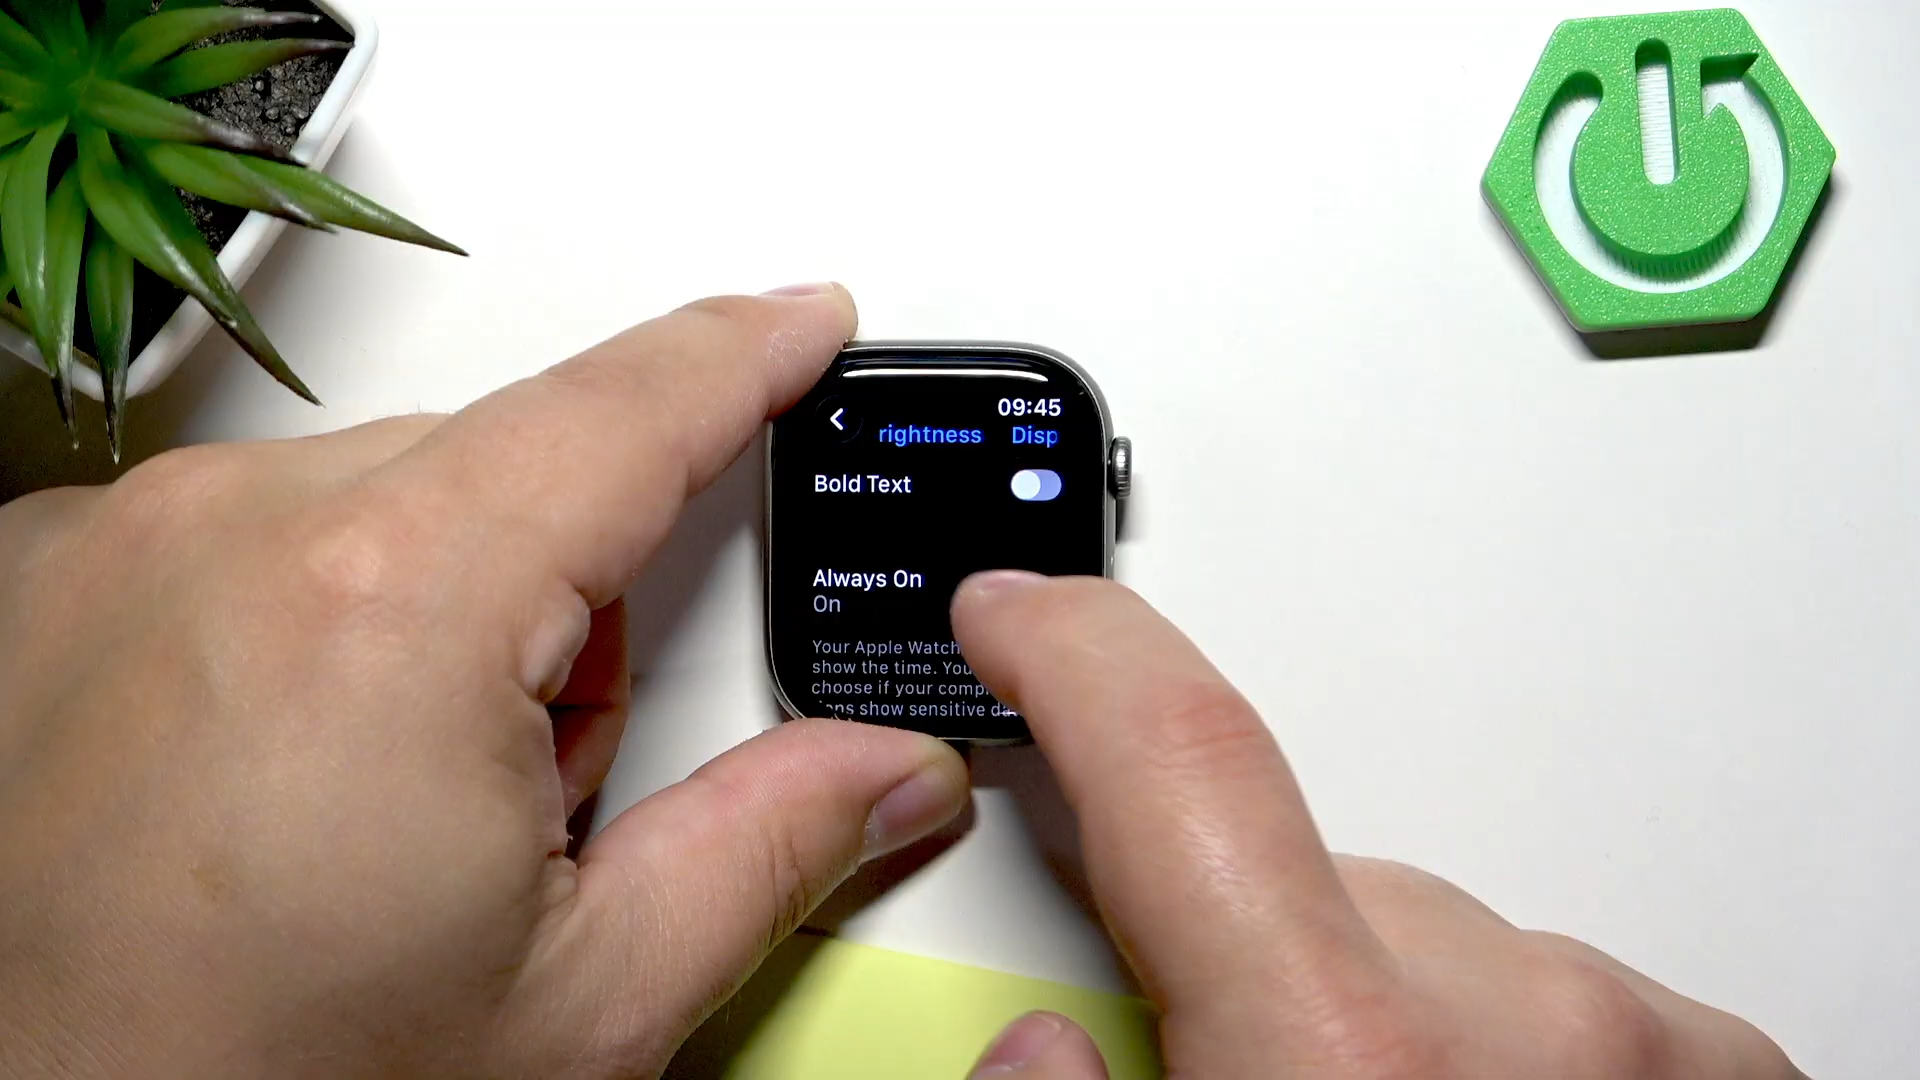 09:45
rightness Disp
Bold Text
Always On
On
Your Apple Watch
show the time. You
choose if your comp
show sensitive da